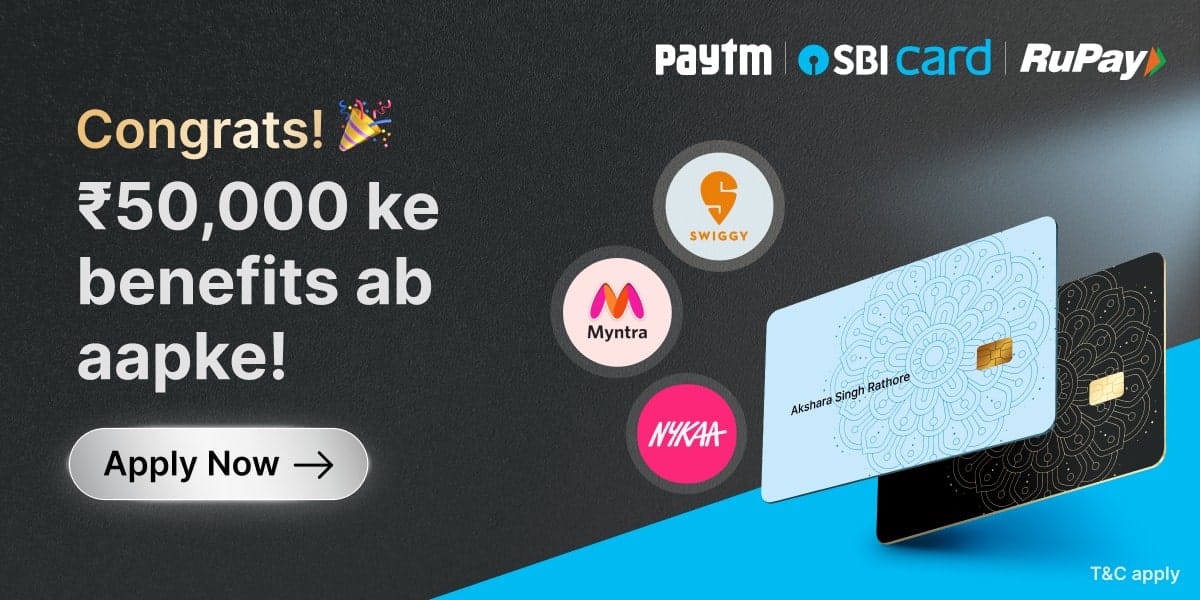 paytm | SBI card | RuPay
Congrats!
₹50,000 ke
benefits ab
aapke!
Apply Now
SWIGGY
Myntra
NYKAA
Akshara Singh Rathore
T&C apply